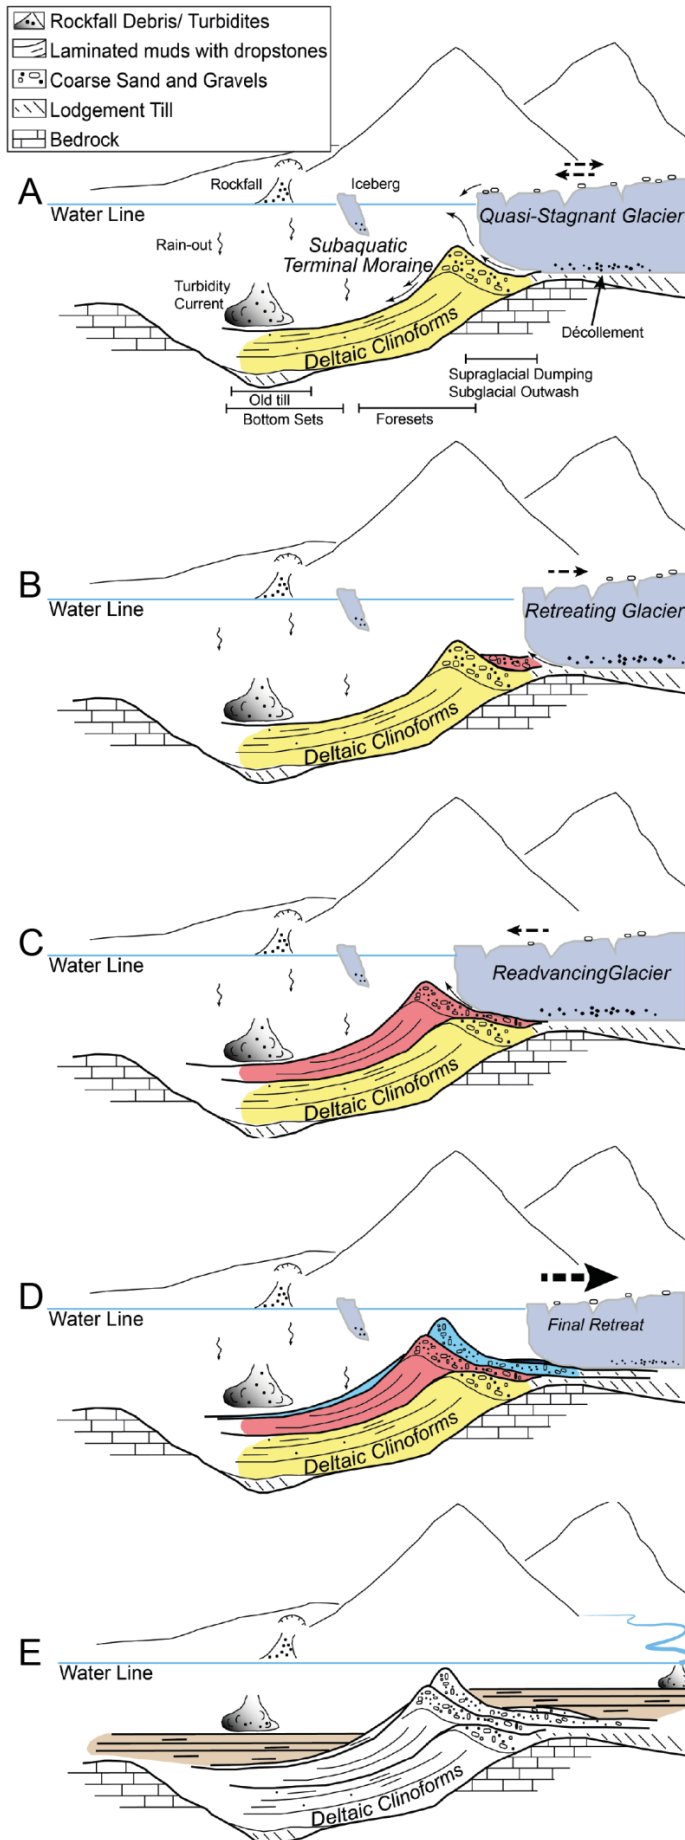 Rockfall Debris/ Turbidites
Laminated muds with dropstones
Coarse Sand and Gravels
Lodgement Till
Bedrock
A
Rockfall
Iceberg
Water Line
Quasi-Stagnant Glacier
Rain-out
Subaquatic
Terminal Moraine
Turbidity
Current
Deltaic Clinoforms
Décollement
Supraglacial Dumping
Subglacial Outwash
Old till
Bottom Sets
Foresets
B
Water Line
Retreating Glacier
Deltaic Clinoforms
C
Water Line
ReadvancingGlacier
Deltaic Clinoforms
D
Water Line
Final Retreat
Deltaic Clinoforms
E
Water Line
Deltaic Clinoforms